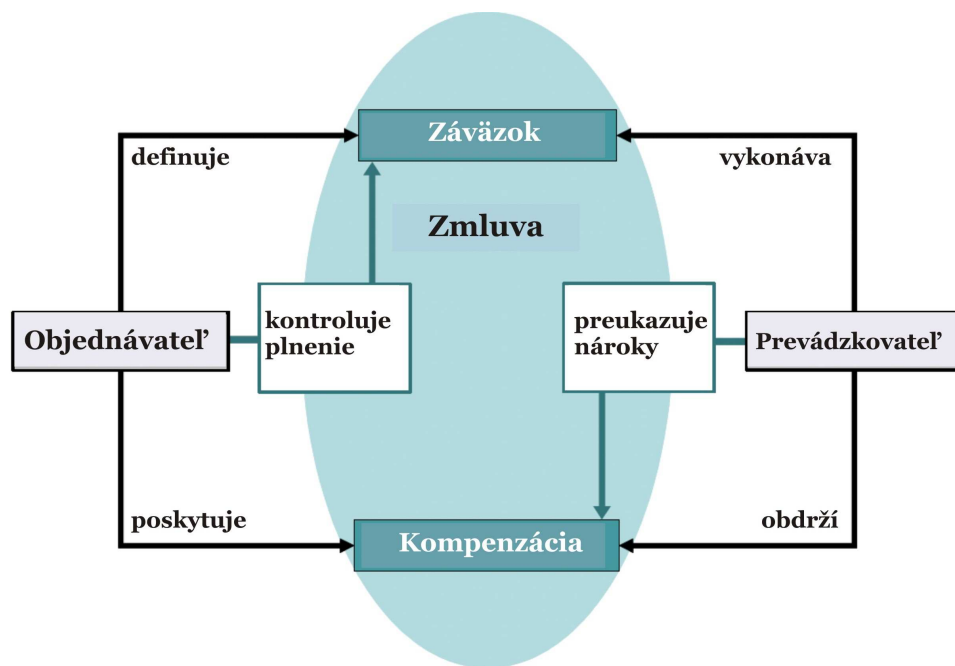 Záväzok
definuje
vykonáva
Zmluva
kontroluje
plnenie
preukazuje
nároky
Objednávateľ
Prevádzkovateľ
poskytuje
obdrží
Kompenzácia